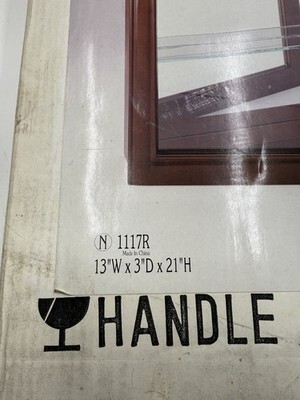 N 1117R
Made In China
13"W x 3"D x 21"H
HANDLE